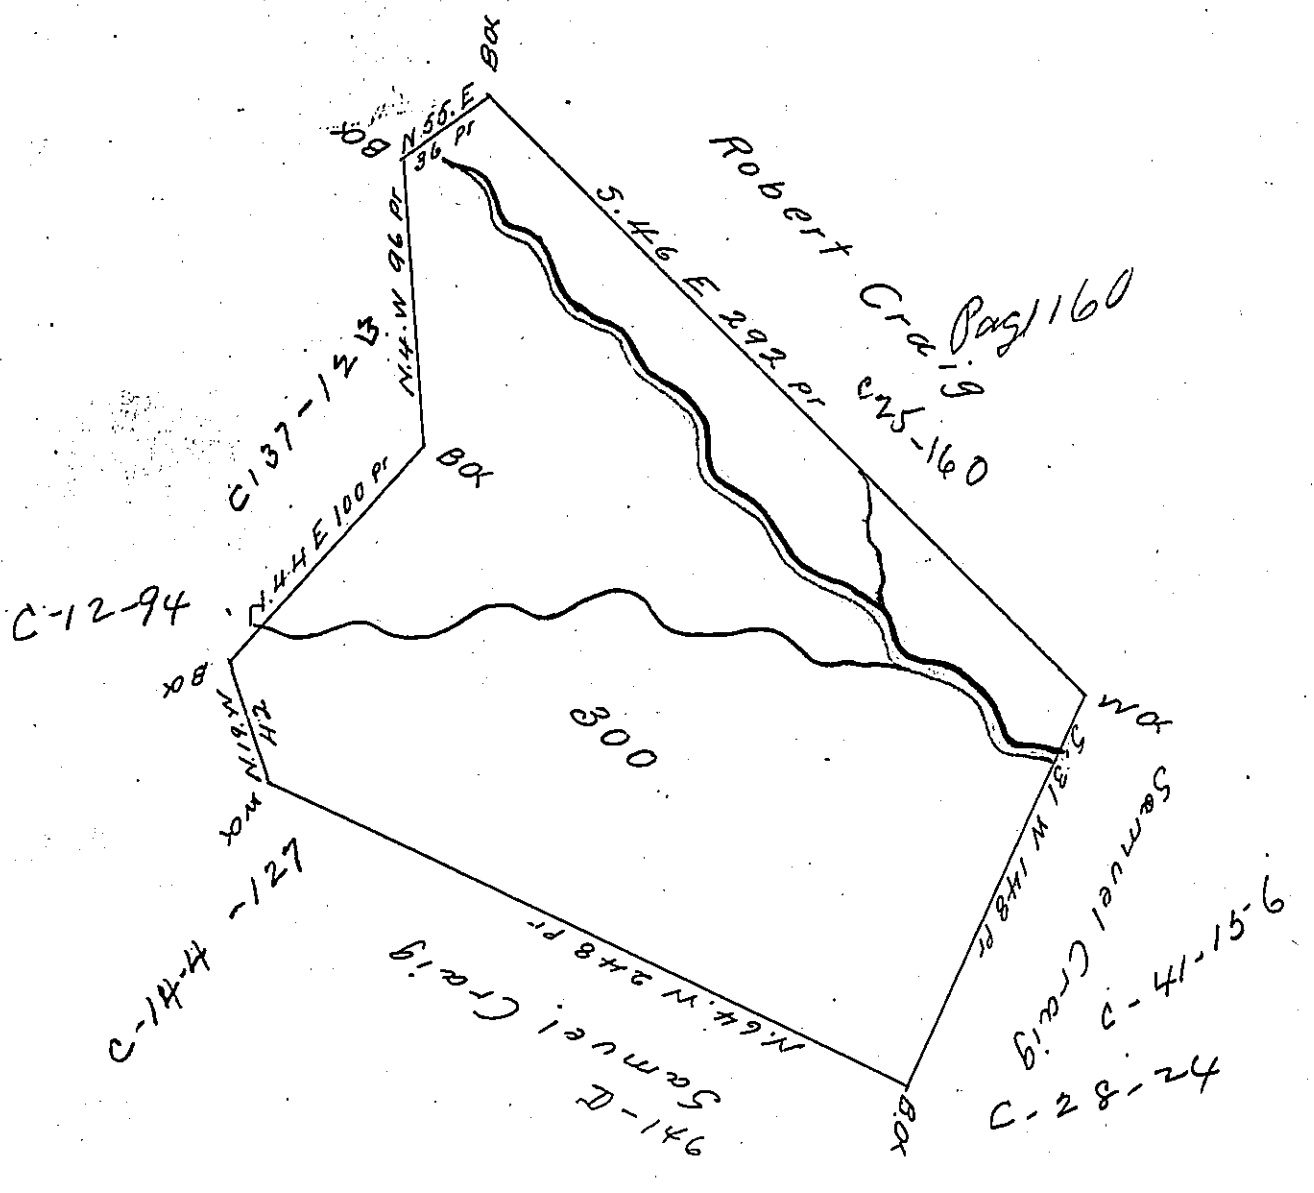 BO
N. 55. E
36 pr
BO
Robert Craig
Pag 160
C25-160
S. 46 E 292 pr
N. 4. W 96 pr
C137-123
BO
N. 44 E 100 pr
C-12-94
BO
N. 19. W
42
WO
C-14-4 -127
300
WO
S. 31 W 148 pr
Samuel Craig
C-41-15-6
C-28-24
BO
N. 64. W 248 pr
Samuel Craig